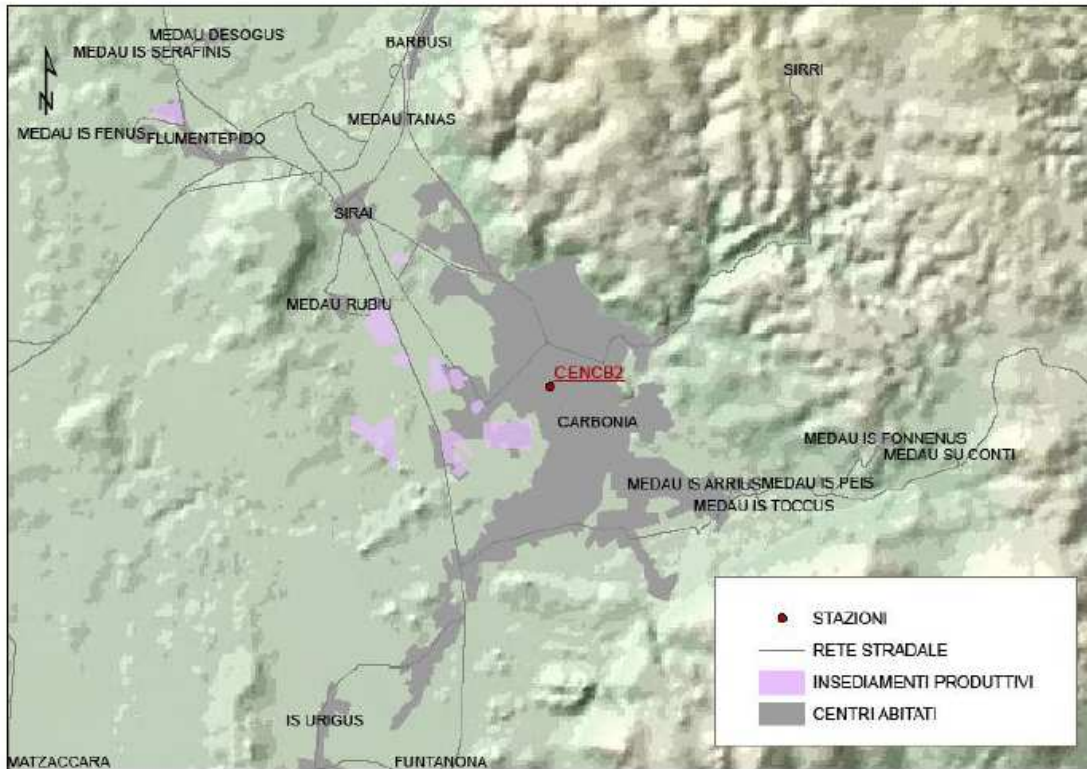 MEDAU DESOGUS
BARBUSI
MEDAU IS SERAFINIS
SIRRI
N
MEDAU TANAS
MEDAU IS FENUS
FLUMENTEPIDO
SIRAI
MEDAU RUBIU
CENCB2
CARBONIA
MEDAU IS FONNENUS
MEDAU SU CONTI
MEDAU IS ARRIUS
MEDAU IS PEIS
MEDAU IS TOCCUS
STAZIONI
RETE STRADALE
INSEDIAMENTI PRODUTTIVI
CENTRI ABITATI
IS URIGUS
MATZACCARA
FUNTANONA